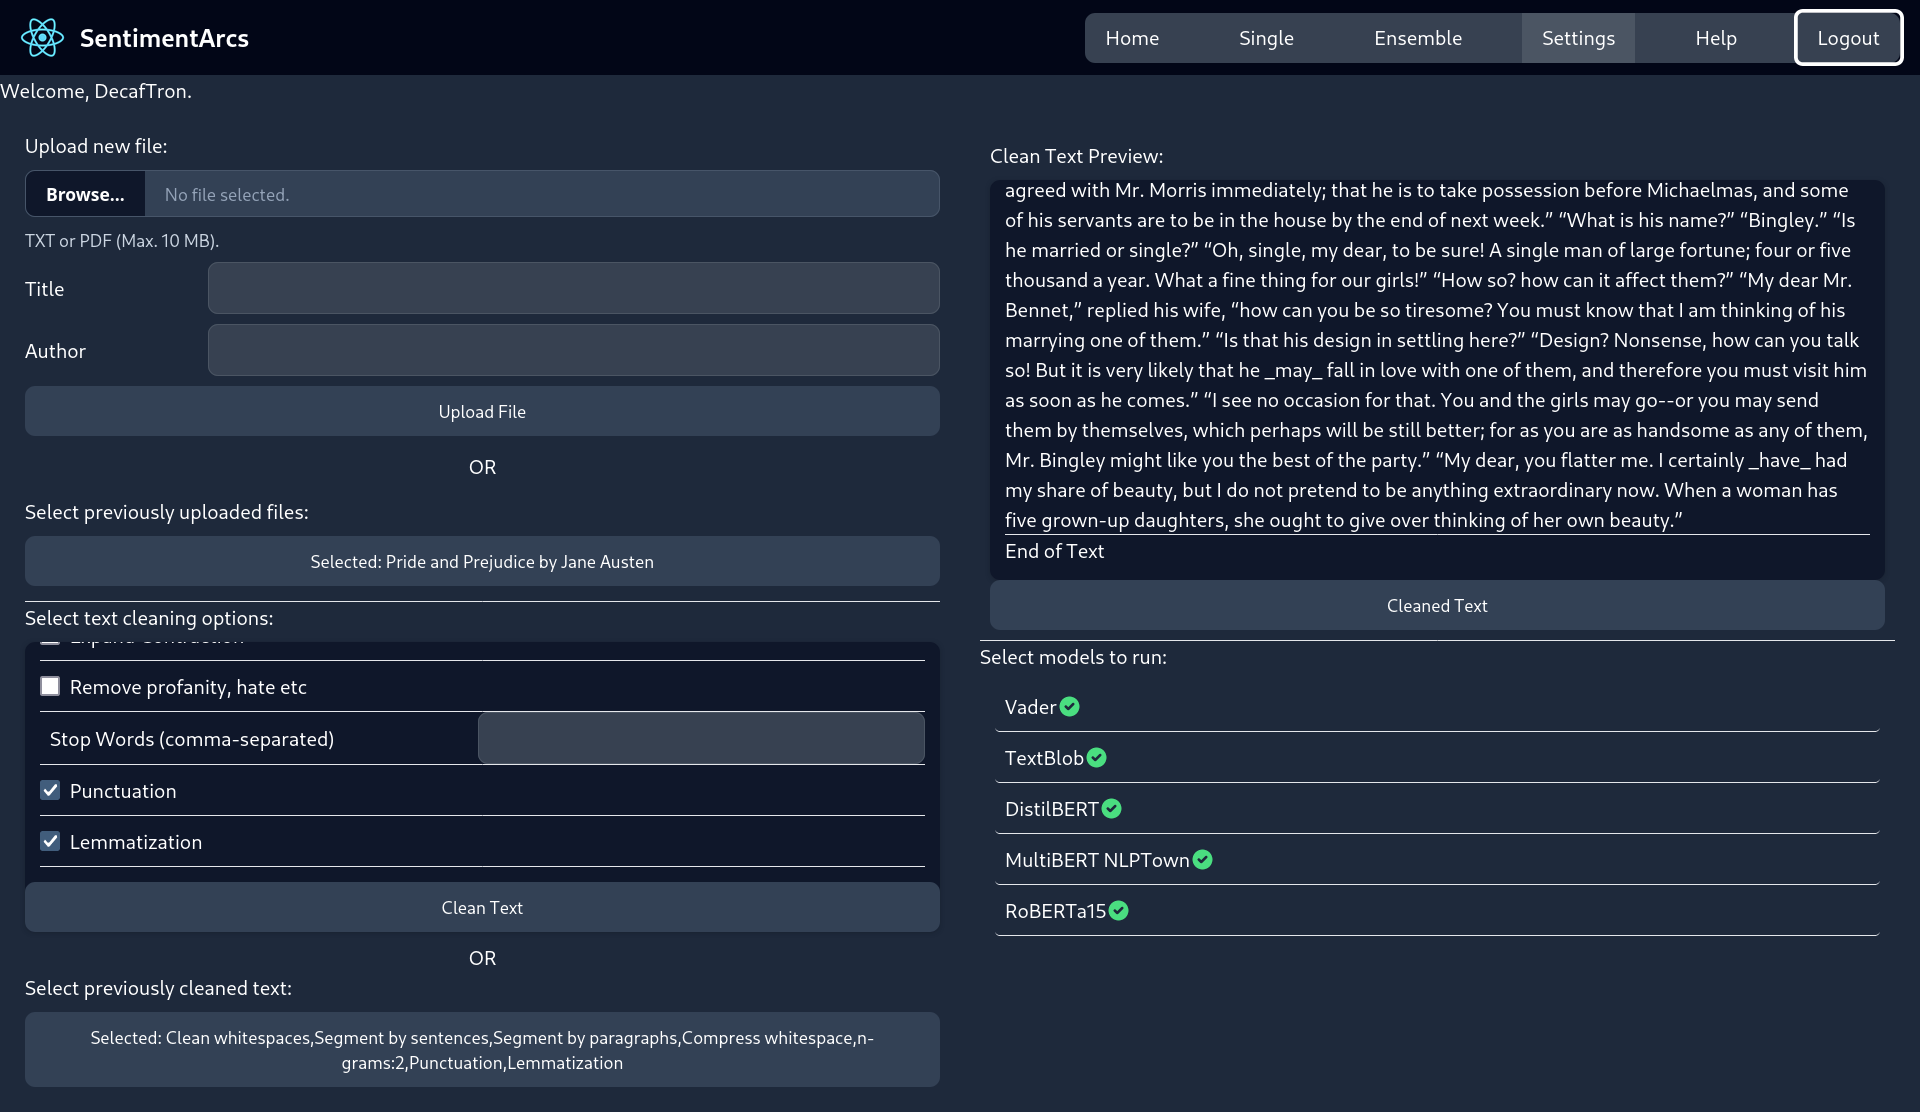 SentimentArcs
Home Single Ensemble Settings Help Logout
Welcome, DecafTron.
Upload new file:
Browse... No file selected.
TXT or PDF (Max. 10 MB).
Title
Author
Upload File
OR
Select previously uploaded files:
Selected: Pride and Prejudice by Jane Austen
Select text cleaning options:
Expand Contraction
Remove profanity, hate etc
Stop Words (comma-separated)
Punctuation
Lemmatization
Clean Text
OR
Select previously cleaned text:
Selected: Clean whitespaces,Segment by sentences,Segment by paragraphs,Compress whitespace,n-
grams:2,Punctuation,Lemmatization
Clean Text Preview:
agreed with Mr. Morris immediately; that he is to take possession before Michaelmas, and some
of his servants are to be in the house by the end of next week.” “What is his name?” “Bingley.” “Is
he married or single?” “Oh, single, my dear, to be sure! A single man of large fortune; four or five
thousand a year. What a fine thing for our girls!” “How so? how can it affect them?” “My dear Mr.
Bennet,” replied his wife, “how can you be so tiresome? You must know that I am thinking of his
marrying one of them.” “Is that his design in settling here?” “Design? Nonsense, how can you talk
so! But it is very likely that he _may_ fall in love with one of them, and therefore you must visit him
as soon as he comes.” “I see no occasion for that. You and the girls may go--or you may send
them by themselves, which perhaps will be still better; for as you are as handsome as any of them,
Mr. Bingley might like you the best of the party.” “My dear, you flatter me. I certainly _have_ had
my share of beauty, but I do not pretend to be anything extraordinary now. When a woman has
five grown-up daughters, she ought to give over thinking of her own beauty.”
End of Text
Cleaned Text
Select models to run:
Vader
TextBlob
DistilBERT
MultiBERT NLPTown
RoBERTa15